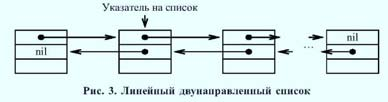 Указатель на список
nil
nil
...
Рис. 3. Линейный двунаправленный список